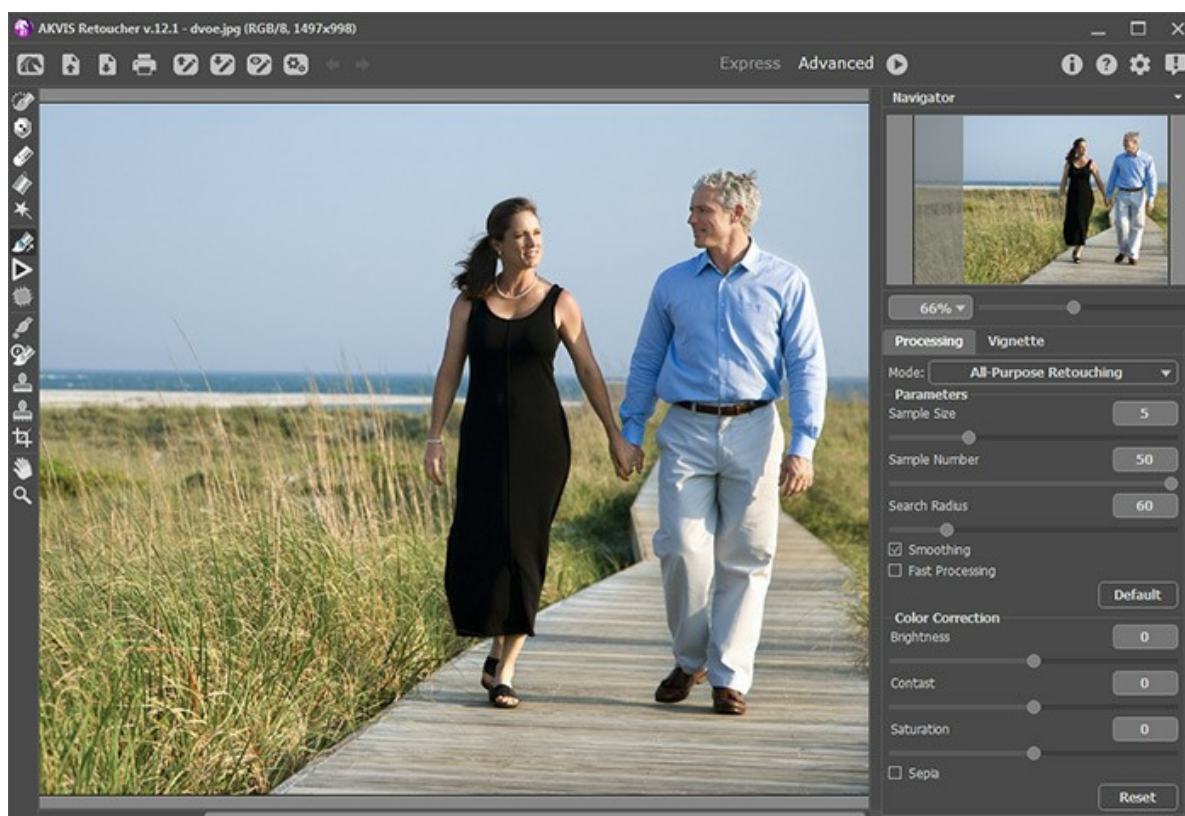 AKVIS Retoucher v.12.1 - dvoe.jpg (RGB/8, 1497x998)
Express Advanced
Navigator
66%
Processing Vignette
Mode: All-Purpose Retouching
Parameters
Sample Size 5
Sample Number 50
Search Radius 60
Smoothing
Fast Processing
Default
Color Correction
Brightness 0
Contast 0
Saturation 0
Sepia
Reset